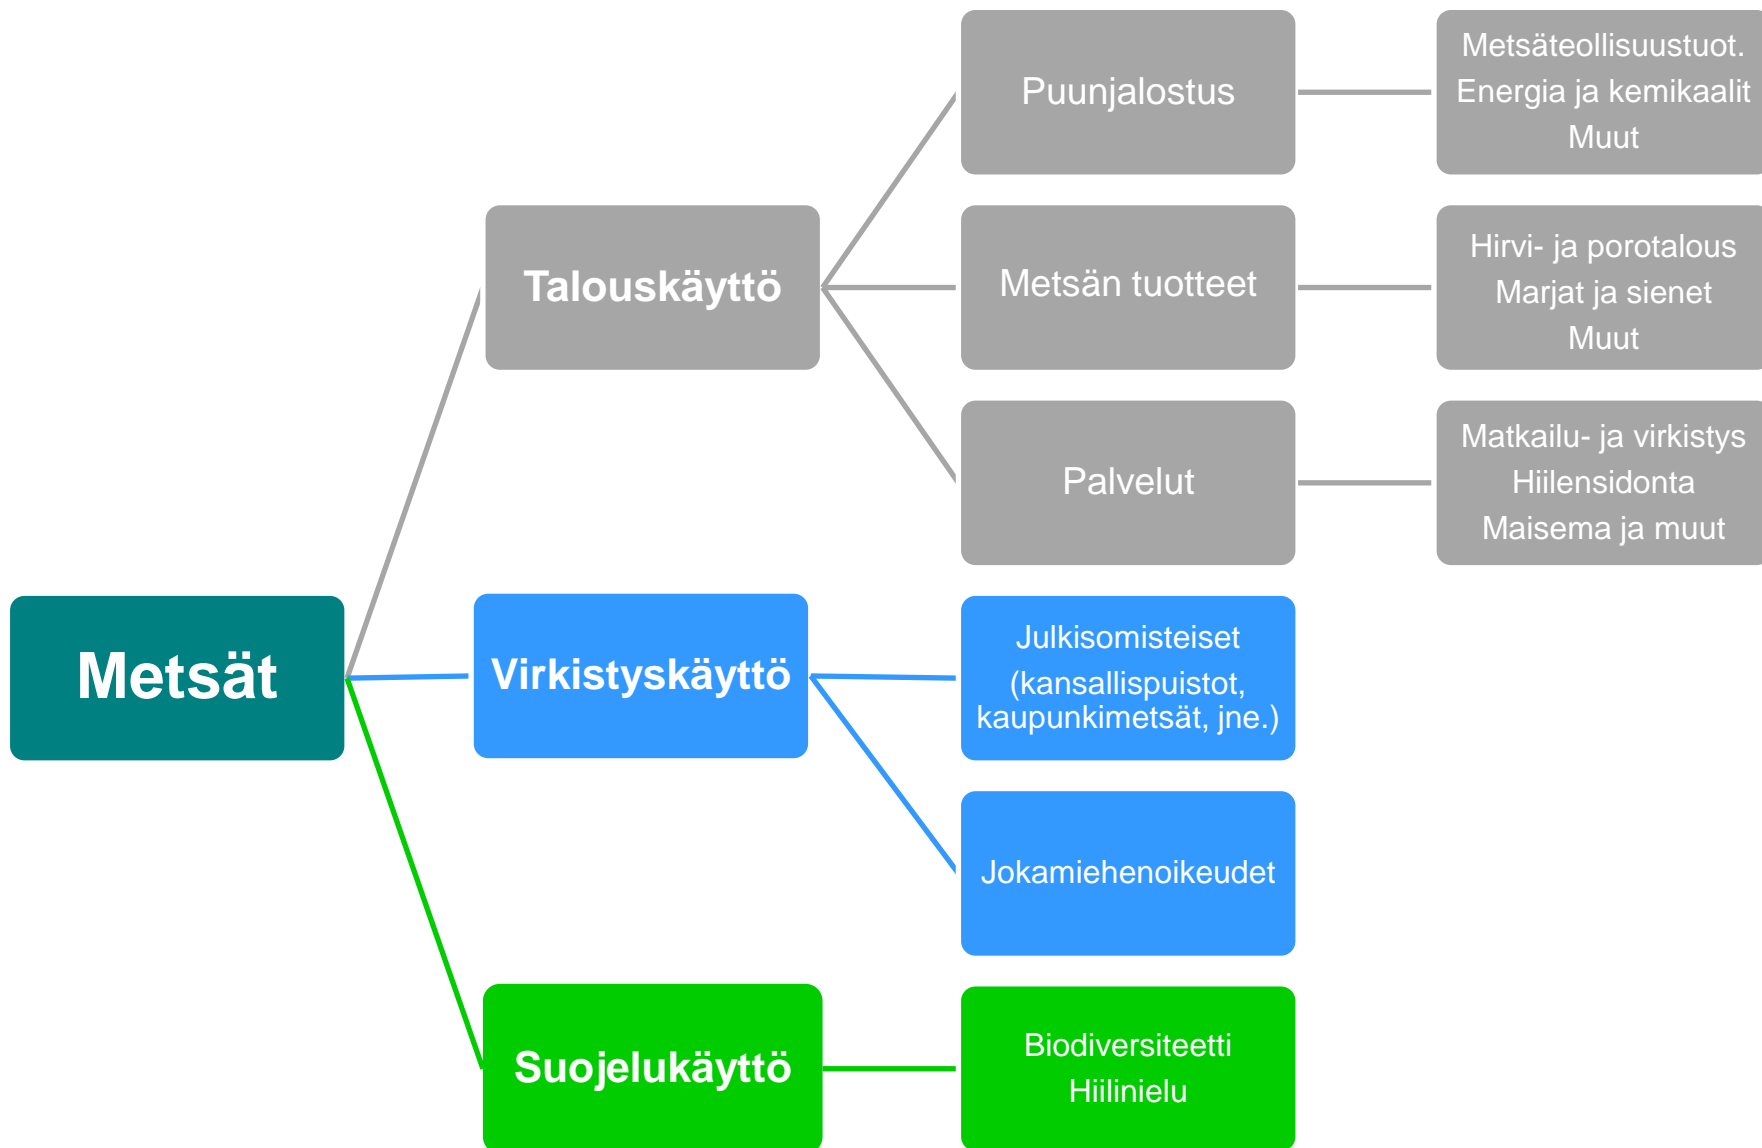 Puunjalostus
Metsäteollisuustuot.
Energia ja kemikaalit
Muut
Talouskäyttö
Metsän tuotteet
Hirvi- ja porotalous
Marjat ja sienet
Muut
Palvelut
Matkailu- ja virkistys
Hiilensidonta
Maisema ja muut
Metsät
Virkistyskäyttö
Julkisomisteiset
(kansallispuistot,
kaupunkimetsät, jne.)
Jokamiehenoikeudet
Suojelukäyttö
Biodiversiteetti
Hiilinielu